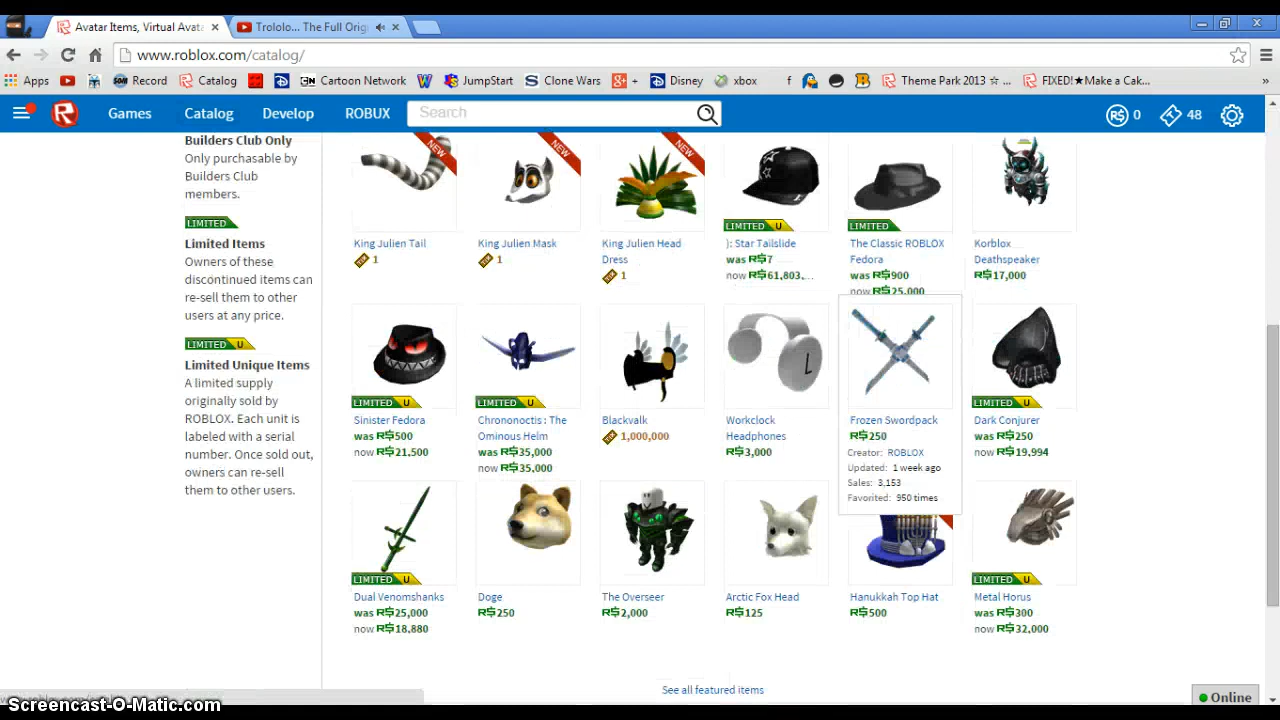 Avatar Items, Virtual Avata
Trololo... The Full Orig
www.roblox.com/catalog/
Apps
Record
Catalog
CN Cartoon Network
W
JumpStart
Clone Wars
Disney
xbox
f
B
Theme Park 2013 ☆ ...
FIXED!★Make a Cak...
»
R
Games
Catalog
Develop
ROBUX
Search
R$ 0
48
Builders Club Only
Only purchasable by
Builders Club
members.
LIMITED
Limited Items
Owners of these
discontinued items can
re-sell them to other
users at any price.
LIMITED U
Limited Unique Items
A limited supply
originally sold by
ROBLOX. Each unit is
labeled with a serial
number. Once sold out,
owners can re-sell
them to other users.
NEW
King Julien Tail
1
NEW
King Julien Mask
1
NEW
King Julien Head
Dress
1
LIMITED U
): Star Tailslide
was R$7
now R$61,803,...
LIMITED
The Classic ROBLOX
Fedora
was R$900
now R$25,000
Korblox
Deathspeaker
R$17,000
LIMITED U
Sinister Fedora
was R$500
now R$21,500
LIMITED U
Chrononoctis : The
Ominous Helm
was R$35,000
now R$35,000
Blackvalk
1,000,000
L
Workclock
Headphones
R$3,000
Frozen Swordpack
R$250
Creator: ROBLOX
Updated: 1 week ago
Sales: 3,153
Favorited: 950 times
LIMITED U
Dark Conjurer
was R$250
now R$19,994
LIMITED U
Dual Venomshanks
was R$25,000
now R$18,880
Doge
R$250
The Overseer
R$2,000
Arctic Fox Head
R$125
Hanukkah Top Hat
R$500
LIMITED U
Metal Horus
was R$300
now R$32,000
See all featured items
Online
Screencast-O-Matic.com